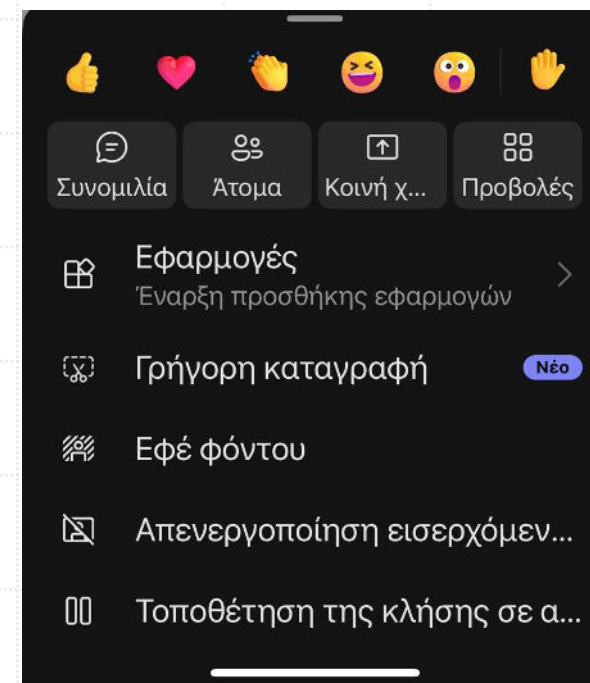 Συνομιλία
Άτομα
Κοινή χ...
Προβολές
Εφαρμογές
Έναρξη προσθήκης εφαρμογών
Γρήγορη καταγραφή
Νέο
Εφέ φόντου
Απενεργοποίηση εισερχόμεν...
Τοποθέτηση της κλήσης σε α...